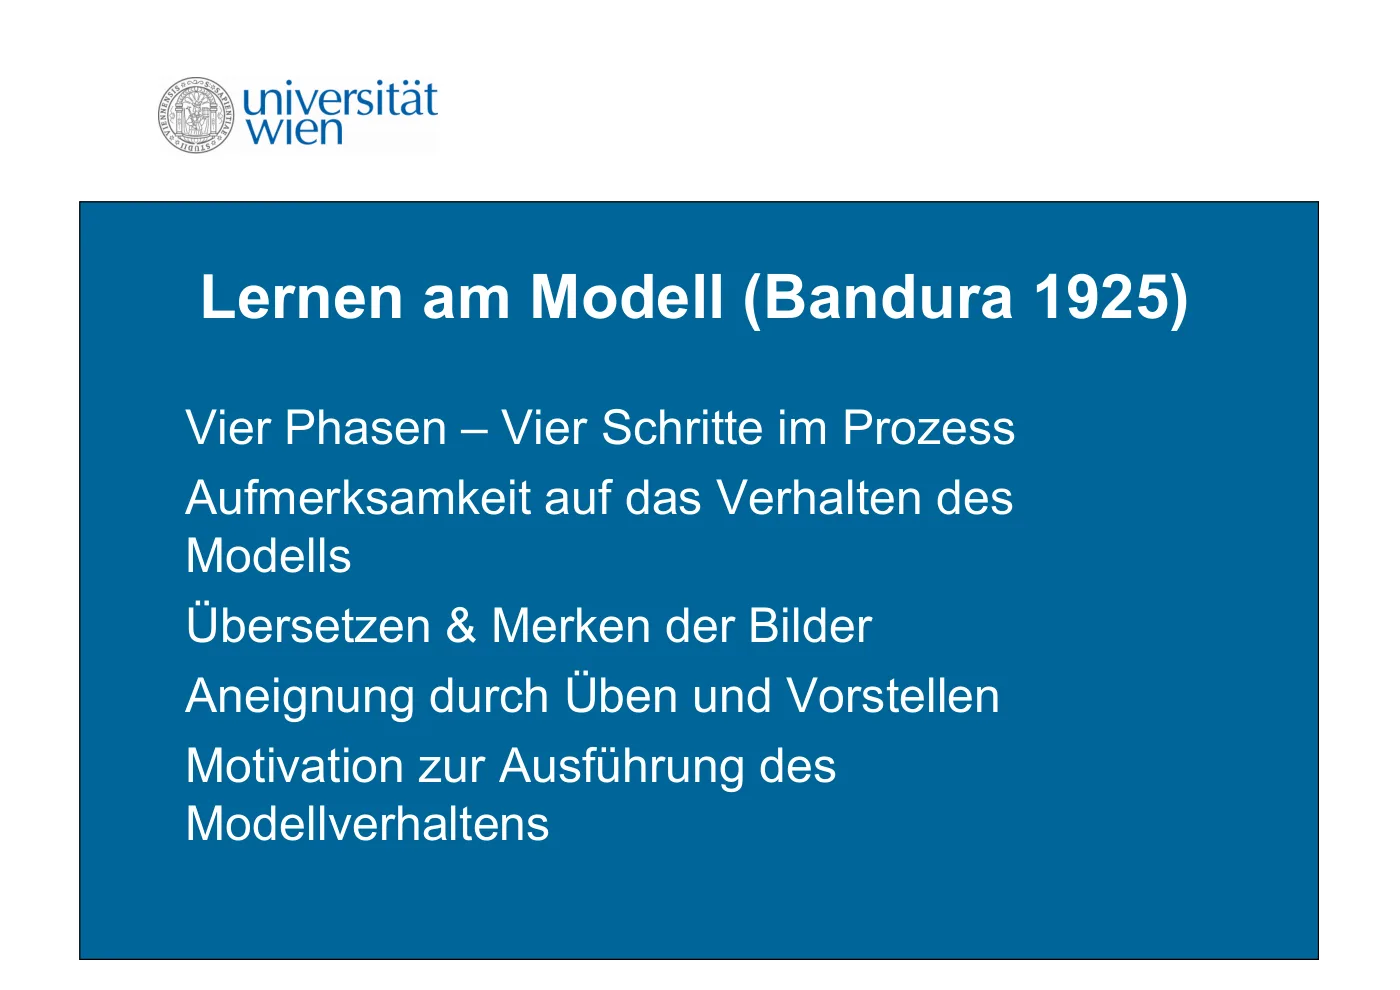 universität
wien
Lernen am Modell (Bandura 1925)
Vier Phasen – Vier Schritte im Prozess
Aufmerksamkeit auf das Verhalten des
Modells
Übersetzen & Merken der Bilder
Aneignung durch Üben und Vorstellen
Motivation zur Ausführung des
Modellverhaltens